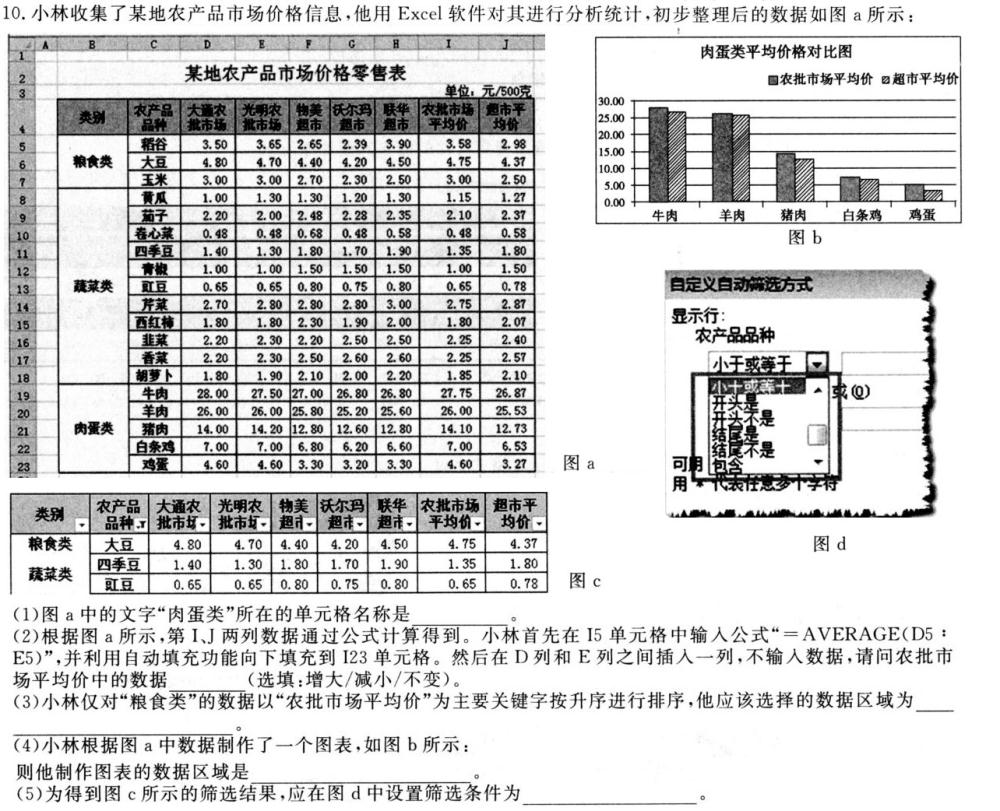 10. 小林收集了某地农产品市场价格信息,他用 Excel 软件对其进行分析统计,初步整理后的数据如图 a 所示:
A B C D E F G H I J
1
2 某地农产品市场价格零售表
3 单位: 元/500克
4 类别 农产品品种 大通农批市场 光明农批市场 物美超市 沃尔玛超市 联华超市 农批市场平均价 超市平均价
5 稻谷 3.50 3.65 2.65 2.39 3.90 3.58 2.98
6 粮食类 大豆 4.80 4.70 4.40 4.20 4.50 4.75 4.37
7 玉米 3.00 3.00 2.70 2.30 2.50 3.00 2.50
8 黄瓜 1.00 1.30 1.30 1.20 1.30 1.15 1.27
9 茄子 2.20 2.00 2.48 2.28 2.35 2.10 2.37
10 卷心菜 0.48 0.48 0.68 0.48 0.58 0.48 0.58
11 四季豆 1.40 1.30 1.80 1.70 1.90 1.35 1.80
12 青椒 1.00 1.00 1.50 1.50 1.50 1.00 1.50
13 蔬菜类 豇豆 0.65 0.65 0.80 0.75 0.80 0.65 0.78
14 芹菜 2.70 2.80 2.80 2.80 3.00 2.75 2.87
15 西红柿 1.80 1.80 2.30 1.90 2.00 1.80 2.07
16 韭菜 2.20 2.30 2.20 2.50 2.50 2.25 2.40
17 香菜 2.20 2.30 2.50 2.60 2.60 2.25 2.57
18 胡萝卜 1.80 1.90 2.10 2.00 2.20 1.85 2.10
19 牛肉 28.00 27.50 27.00 26.80 26.80 27.75 26.87
20 羊肉 26.00 26.00 25.80 25.20 25.60 26.00 25.53
21 肉蛋类 猪肉 14.00 14.20 12.80 12.60 12.80 14.10 12.73
22 白条鸡 7.00 7.00 6.80 6.20 6.60 7.00 6.53
23 鸡蛋 4.60 4.60 3.30 3.20 3.30 4.60 3.27
图 a
肉蛋类平均价格对比图
农批市场平均价 超市平均价
30.00
25.00
20.00
15.00
10.00
5.00
0.00
牛肉 羊肉 猪肉 白条鸡 鸡蛋
图 b
自定义自动筛选方式
显示行:
农产品品种
小于或等于
小于或等于
开头是
开头不是
结尾是
结尾不是
包含
或(O)
可用
用 * 代表任意多个字符
图 d
类别 农产品品种 大通农批市场 光明农批市场 物美超市 沃尔玛超市 联华超市 农批市场平均价 超市平均价
粮食类 大豆 4.80 4.70 4.40 4.20 4.50 4.75 4.37
蔬菜类 四季豆 1.40 1.30 1.80 1.70 1.90 1.35 1.80
豇豆 0.65 0.65 0.80 0.75 0.80 0.65 0.78
图 c
(1)图 a 中的文字“肉蛋类”所在的单元格名称是________。
(2)根据图 a 所示,第 I、J 两列数据通过公式计算得到。小林首先在 I5 单元格中输入公式“=AVERAGE(D5:
E5)”,并利用自动填充功能向下填充到 I23 单元格。然后在 D 列和 E 列之间插入一列,不输入数据,请问农批市
场平均价中的数据________(选填:增大/减小/不变)。
(3)小林仅对“粮食类”的数据以“农批市场平均价”为主要关键字按升序进行排序,他应该选择的数据区域为____
________________。
(4)小林根据图 a 中数据制作了一个图表,如图 b 所示:
则他制作图表的数据区域是________________。
(5)为得到图 c 所示的筛选结果,应在图 d 中设置筛选条件为________________。